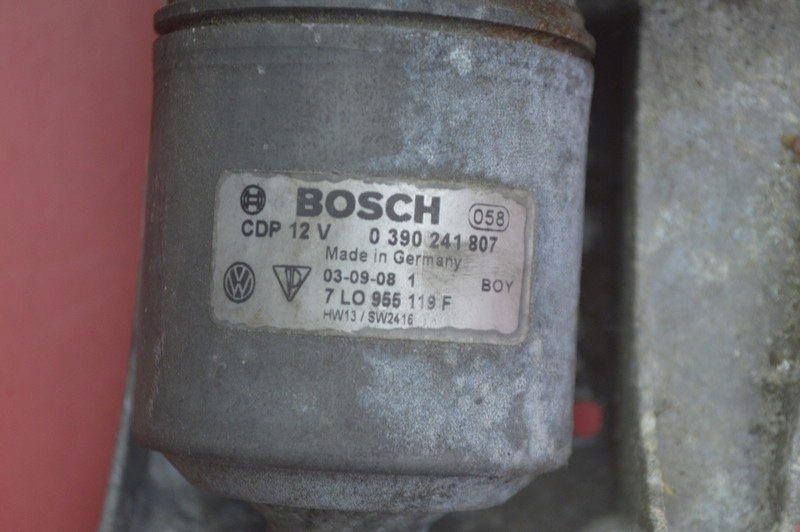 BOSCH 058
CDP 12 V 0 390 241 807
Made in Germany
03-09-08 1 BOY
7 LO 955 119 F
HW13 / SW2416